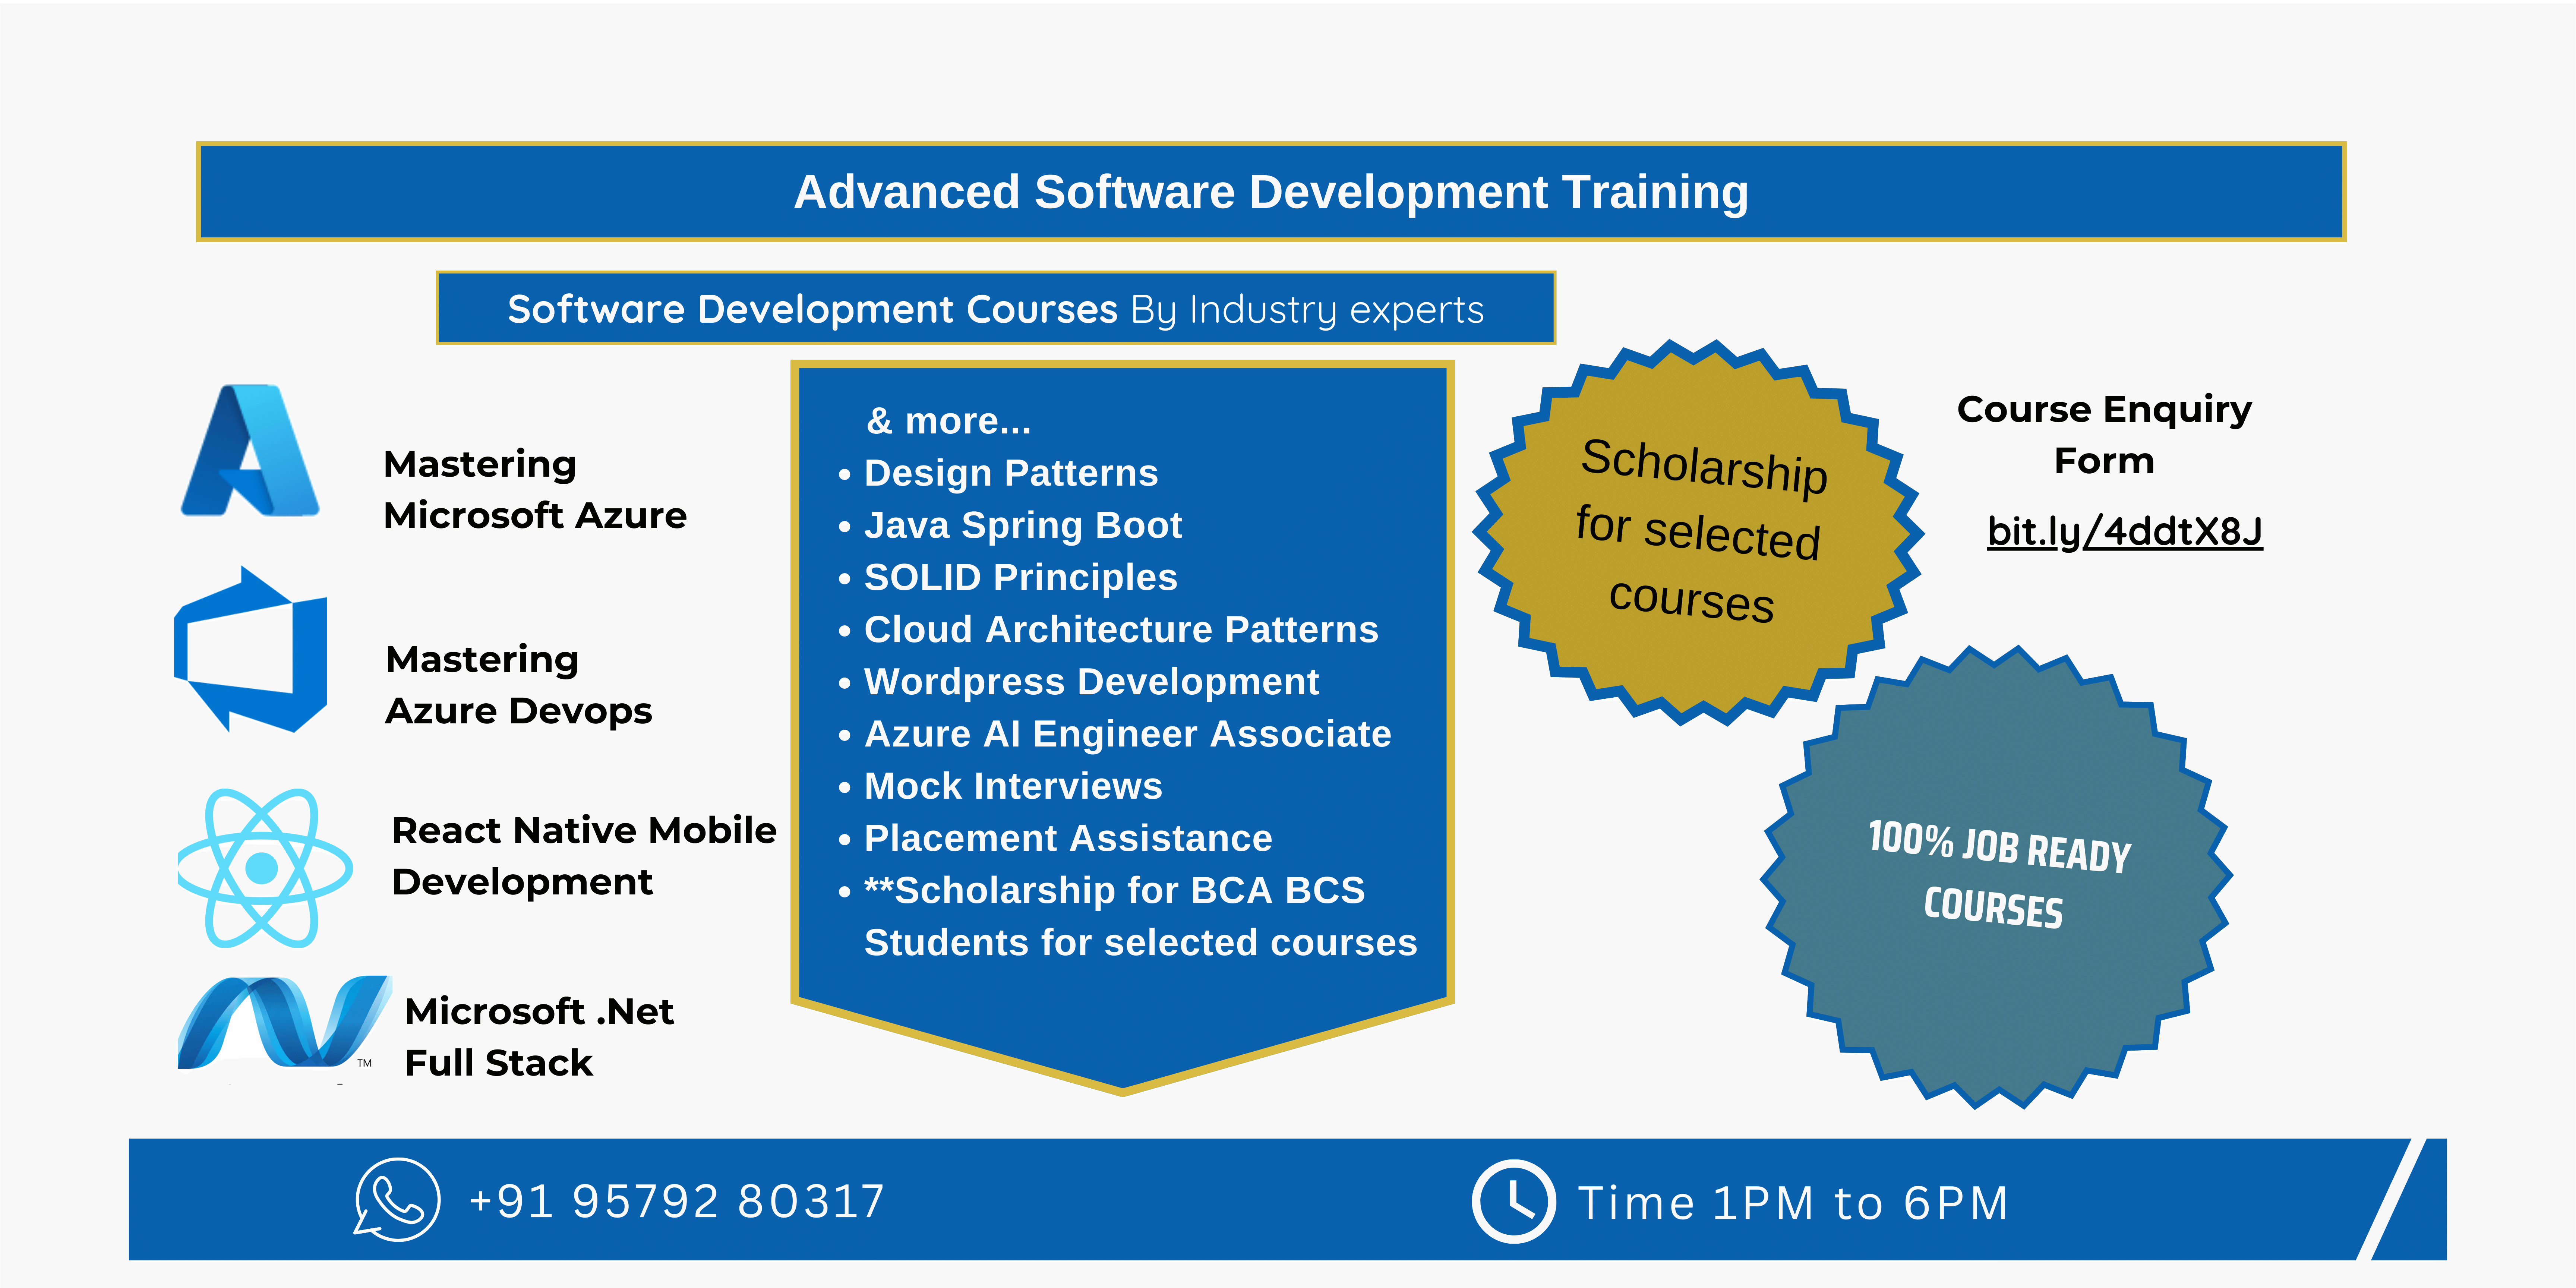 Advanced Software Development Training
Software Development Courses By Industry experts
Mastering
Microsoft Azure
Mastering
Azure Devops
React Native Mobile
Development
TM
Microsoft .Net
Full Stack
& more...
• Design Patterns
• Java Spring Boot
• SOLID Principles
• Cloud Architecture Patterns
• Wordpress Development
• Azure AI Engineer Associate
• Mock Interviews
• Placement Assistance
• **Scholarship for BCA BCS
Students for selected courses
Scholarship
for selected
courses
Course Enquiry
Form
bit.ly/4ddtX8J
100% JOB READY
COURSES
+91 95792 80317
Time 1PM to 6PM